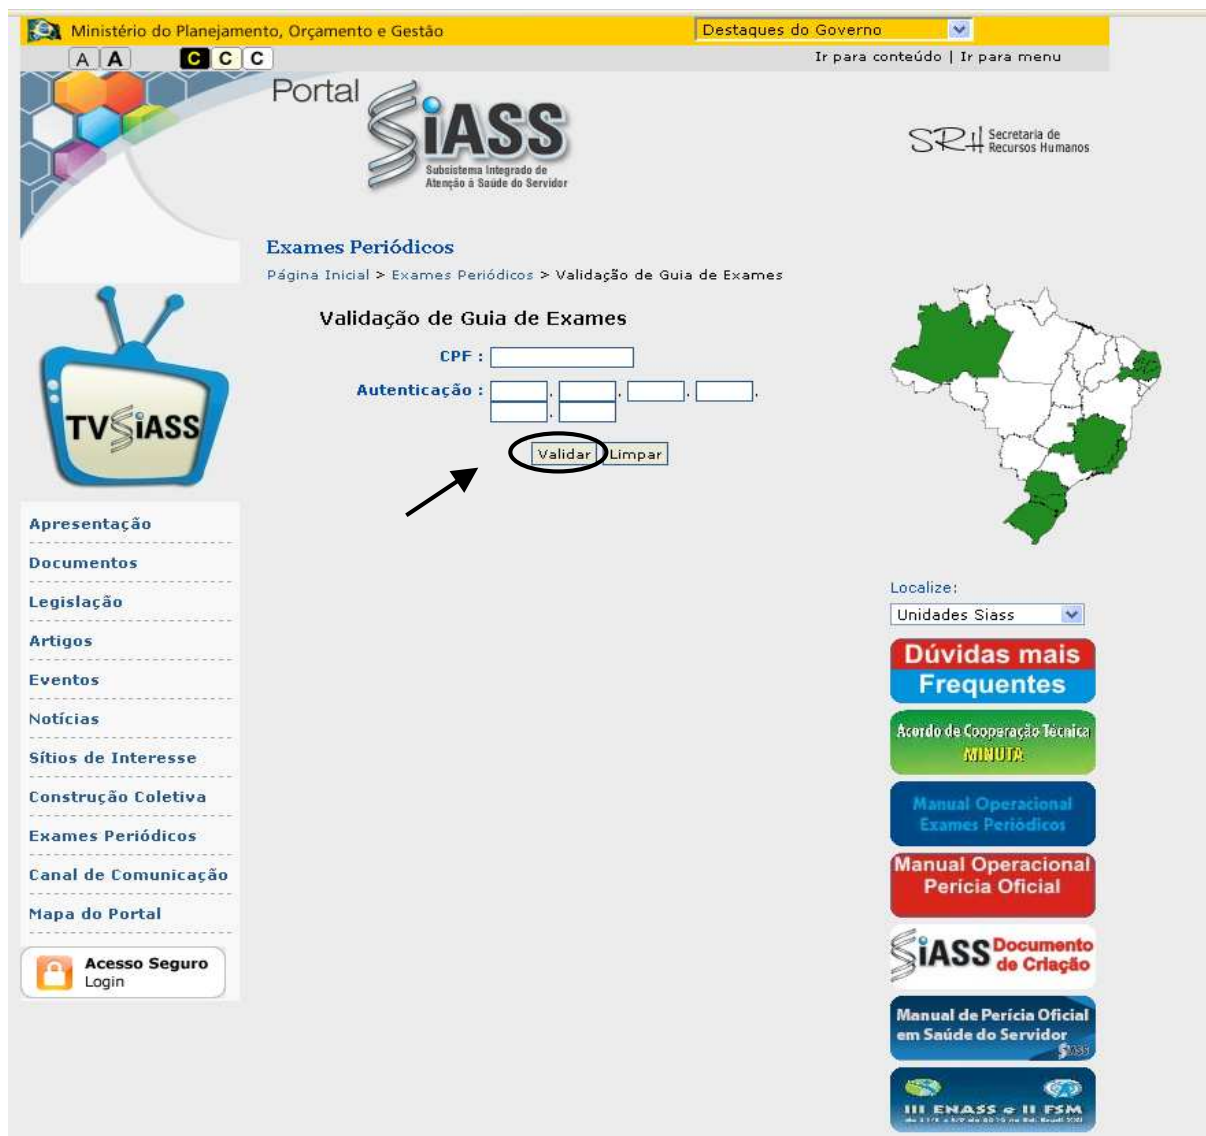 Ministério do Planejamento, Orçamento e Gestão
Destaques do Governo
A A C C C
Ir para conteúdo | Ir para menu
Portal
SiASS
Subsistema Integrado de
Atenção à Saúde do Servidor
SRH Secretaria de
Recursos Humanos
Exames Periódicos
Página Inicial > Exames Periódicos > Validação de Guia de Exames
Validação de Guia de Exames
CPF :
Autenticação : . . . .
.
Validar Limpar
TVSiASS
Apresentação
Documentos
Legislação
Artigos
Eventos
Notícias
Sítios de Interesse
Construção Coletiva
Exames Periódicos
Canal de Comunicação
Mapa do Portal
Acesso Seguro
Login
Localize:
Unidades Siass
Dúvidas mais
Frequentes
Acordo de Cooperação Técnica
MINUTA
Manual Operacional
Exames Periódicos
Manual Operacional
Perícia Oficial
SiASS Documento
de Criação
Manual de Perícia Oficial
em Saúde do Servidor
SiASS
III ENASS e II FSM